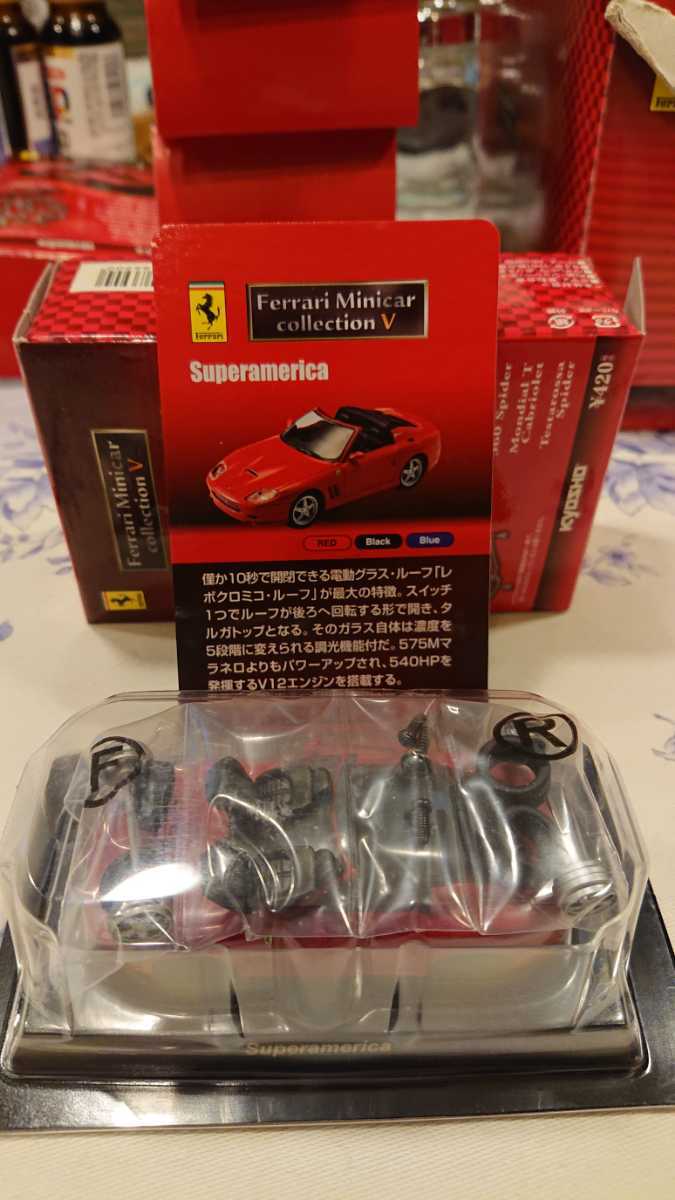 Ferrari
Ferrari Minicar
collection V
Superamerica
RED
Black
Blue
僅か10秒で開閉できる電動グラス・ルーフ「レ
ボクロミコ・ルーフ」が最大の特徴。スイッチ
1つでルーフが後ろへ回転する形で開き、タ
ルガトップとなる。そのガラス自体は濃度を
5段階に変えられる調光機能付だ。575Mマ
ラネロよりもパワーアップされ、540HPを
発揮するV12エンジンを搭載する。
Ferrari Minicar
collection V
360 Spider
Mondial T
Cabriolet
Testarossa
Spider
¥420
KYOSHO
F
R
Superamerica